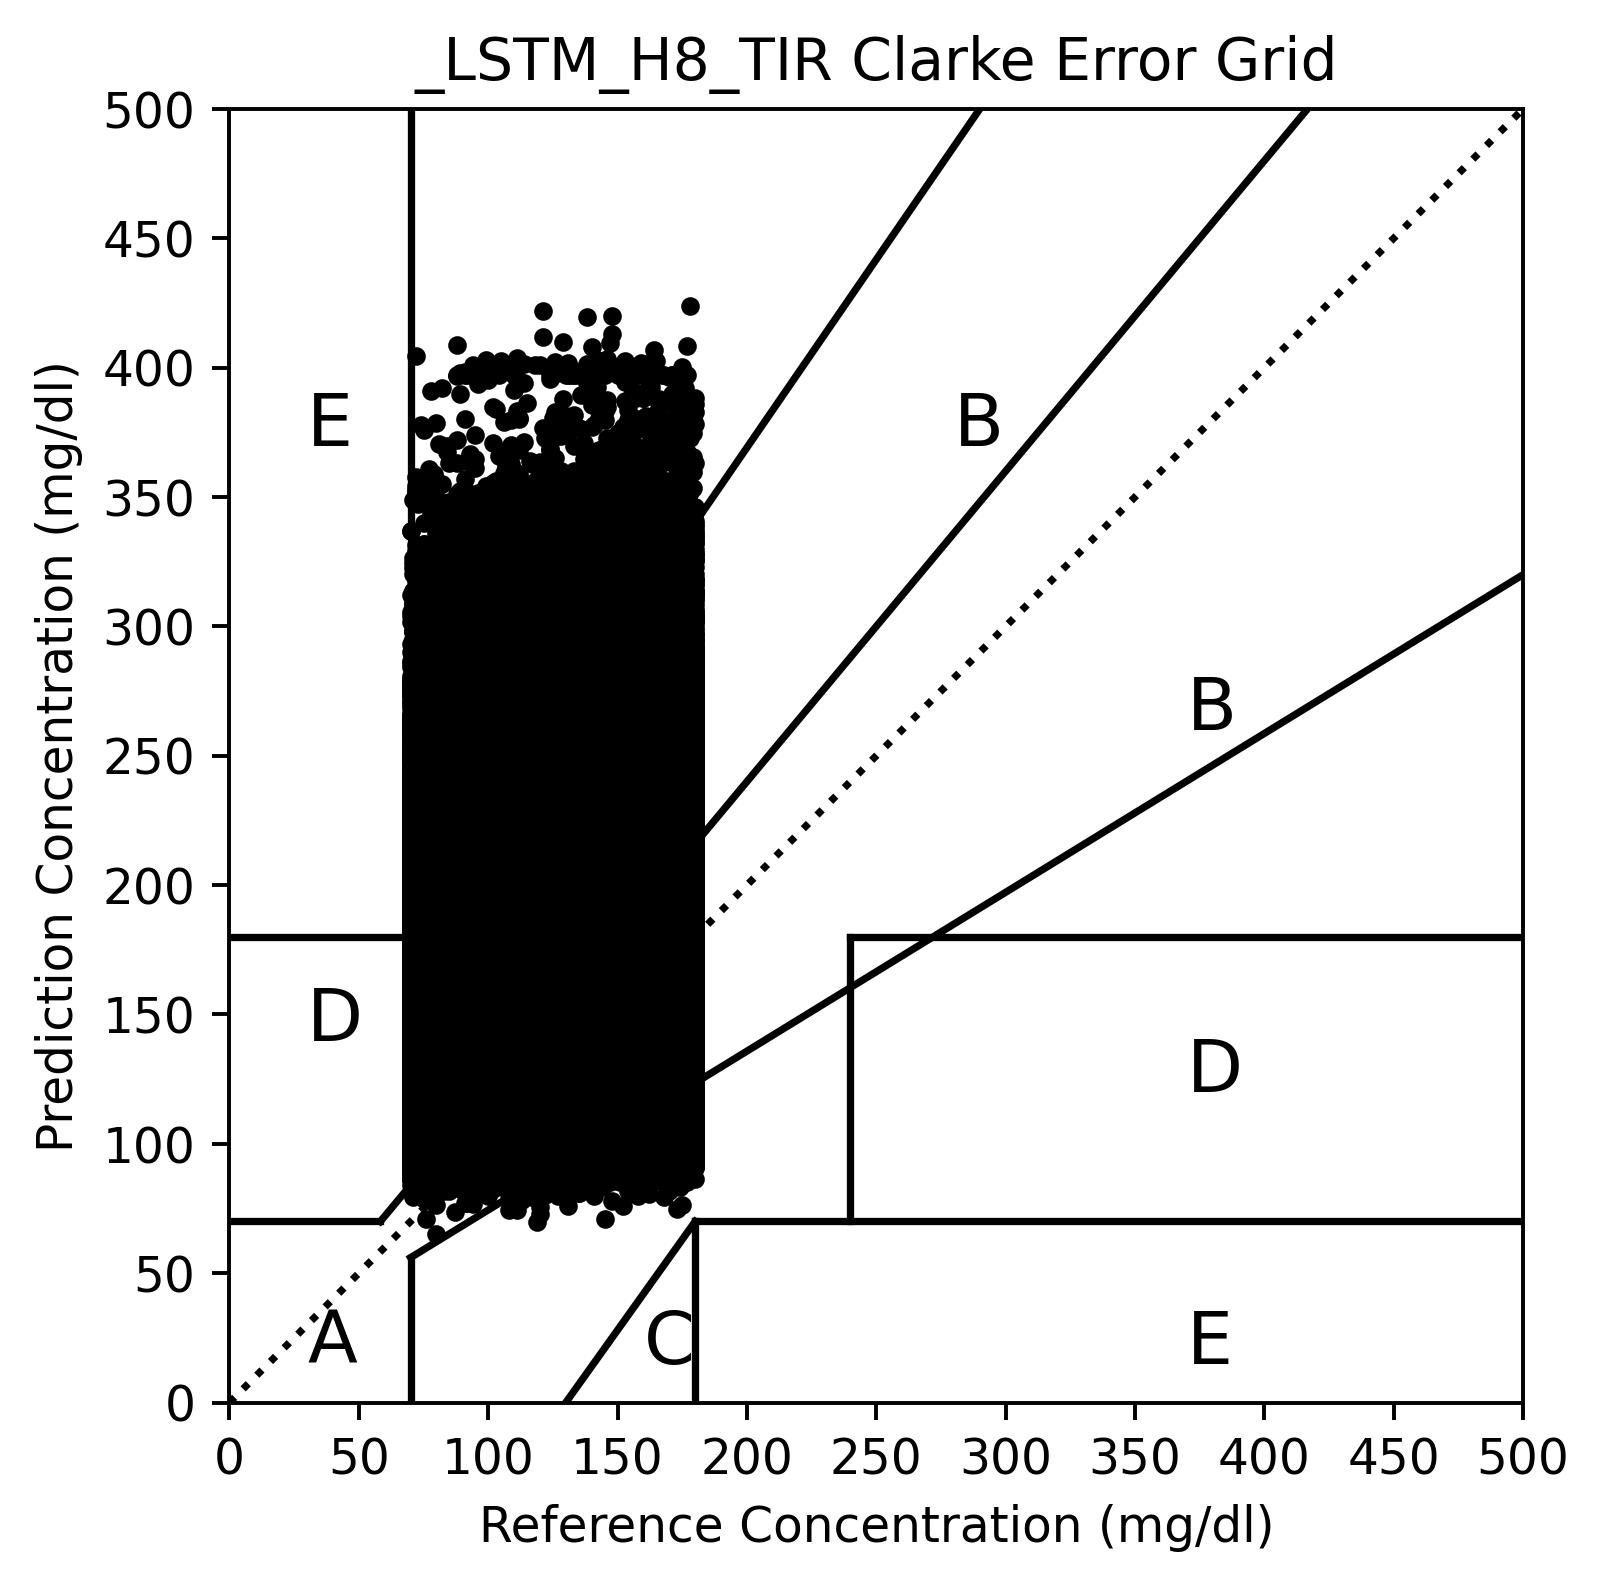 _LSTM_H8_TIR Clarke Error Grid
500
450
400
350
300
250
200
150
100
50
0
Prediction Concentration (mg/dl)
E
B
B
D
D
A
C
E
0 50 100 150 200 250 300 350 400 450 500
Reference Concentration (mg/dl)